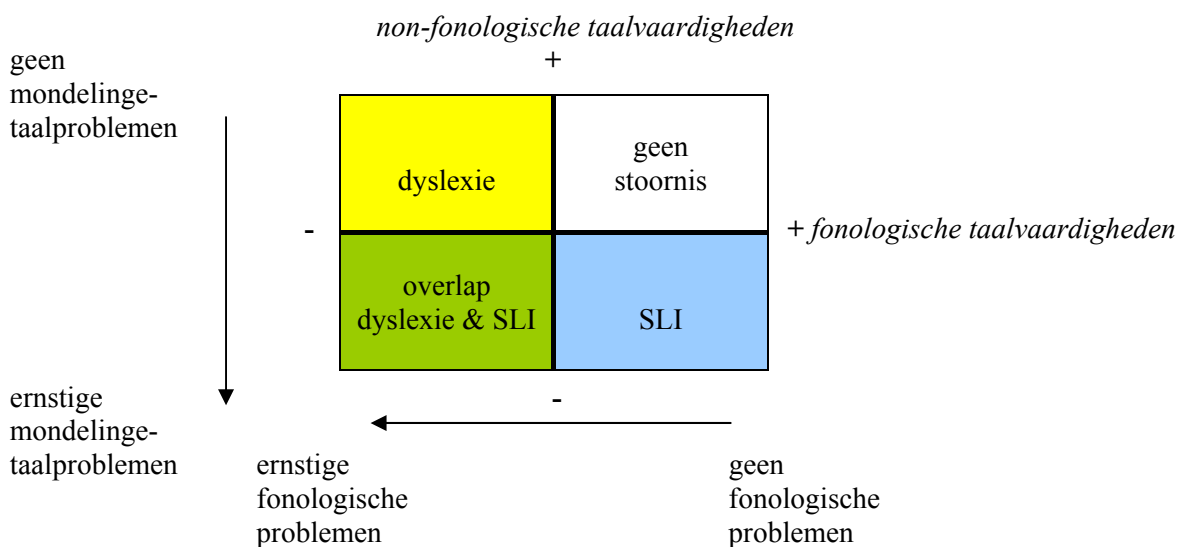 non-fonologische taalvaardigheden
+
geen
mondelinge-
taalproblemen
dyslexie
geen
stoornis
-
+ fonologische taalvaardigheden
overlap
dyslexie & SLI
SLI
ernstige
mondelinge-
taalproblemen
-
ernstige
fonologische
problemen
geen
fonologische
problemen